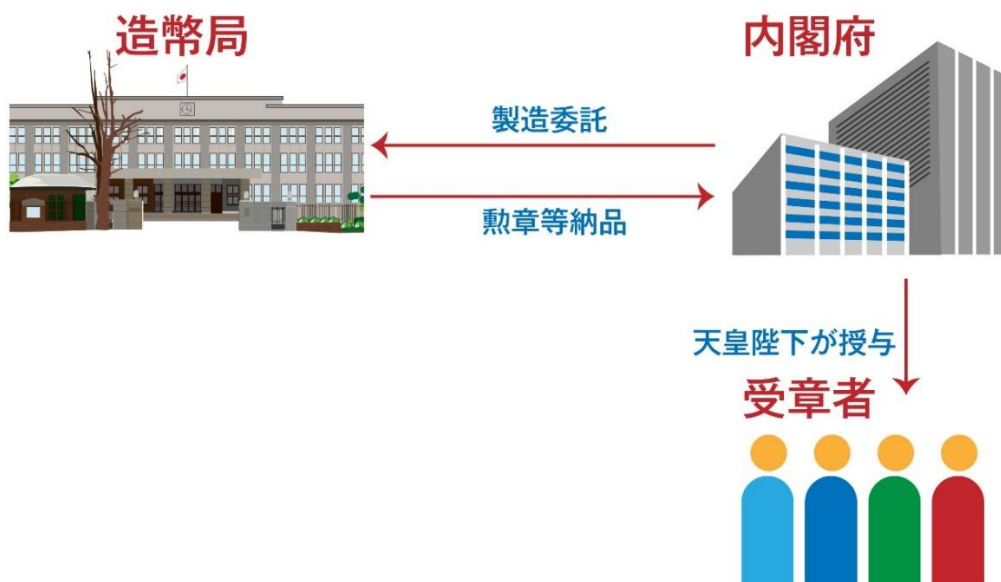 造幣局
内閣府
製造委託
勲章等納品
天皇陛下が授与
受章者